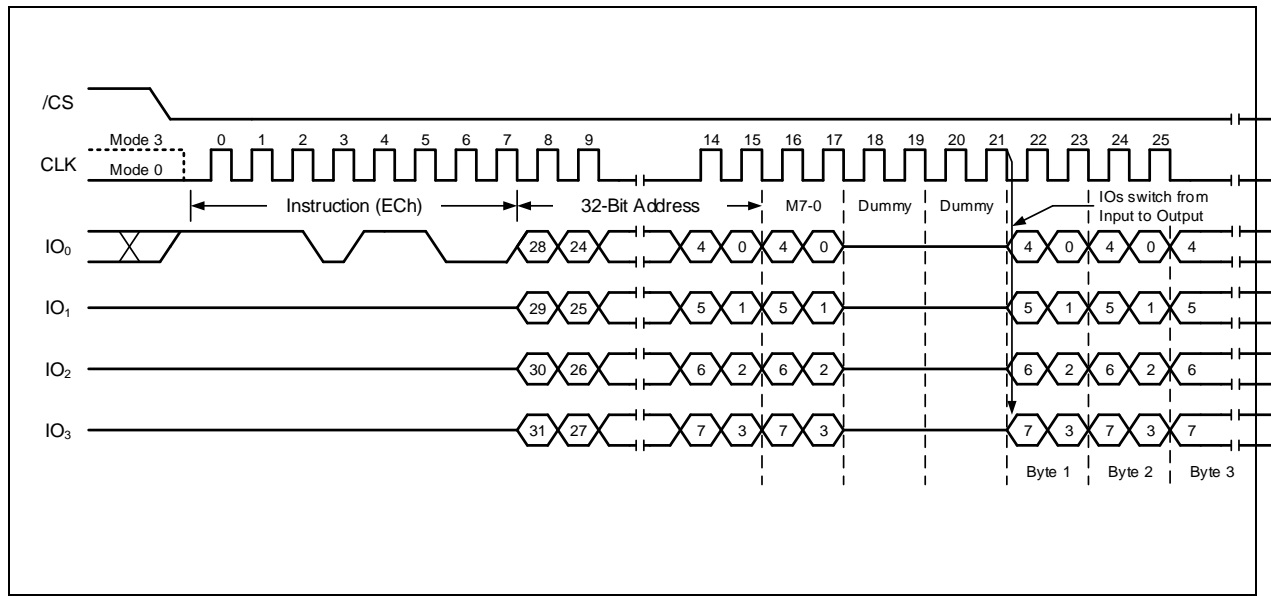 /CS
Mode 3 0 1 2 3 4 5 6 7 8 9 14 15 16 17 18 19 20 21 22 23 24 25
CLK
Mode 0
Instruction (ECh) 32-Bit Address M7-0 Dummy Dummy IOs switch from
Input to Output
IO₀ 28 24 4 0 4 0 4 0 4 0 4
IO₁ 29 25 5 1 5 1 5 1 5 1 5
IO₂ 30 26 6 2 6 2 6 2 6 2 6
IO₃ 31 27 7 3 7 3 7 3 7 3 7
Byte 1 Byte 2 Byte 3